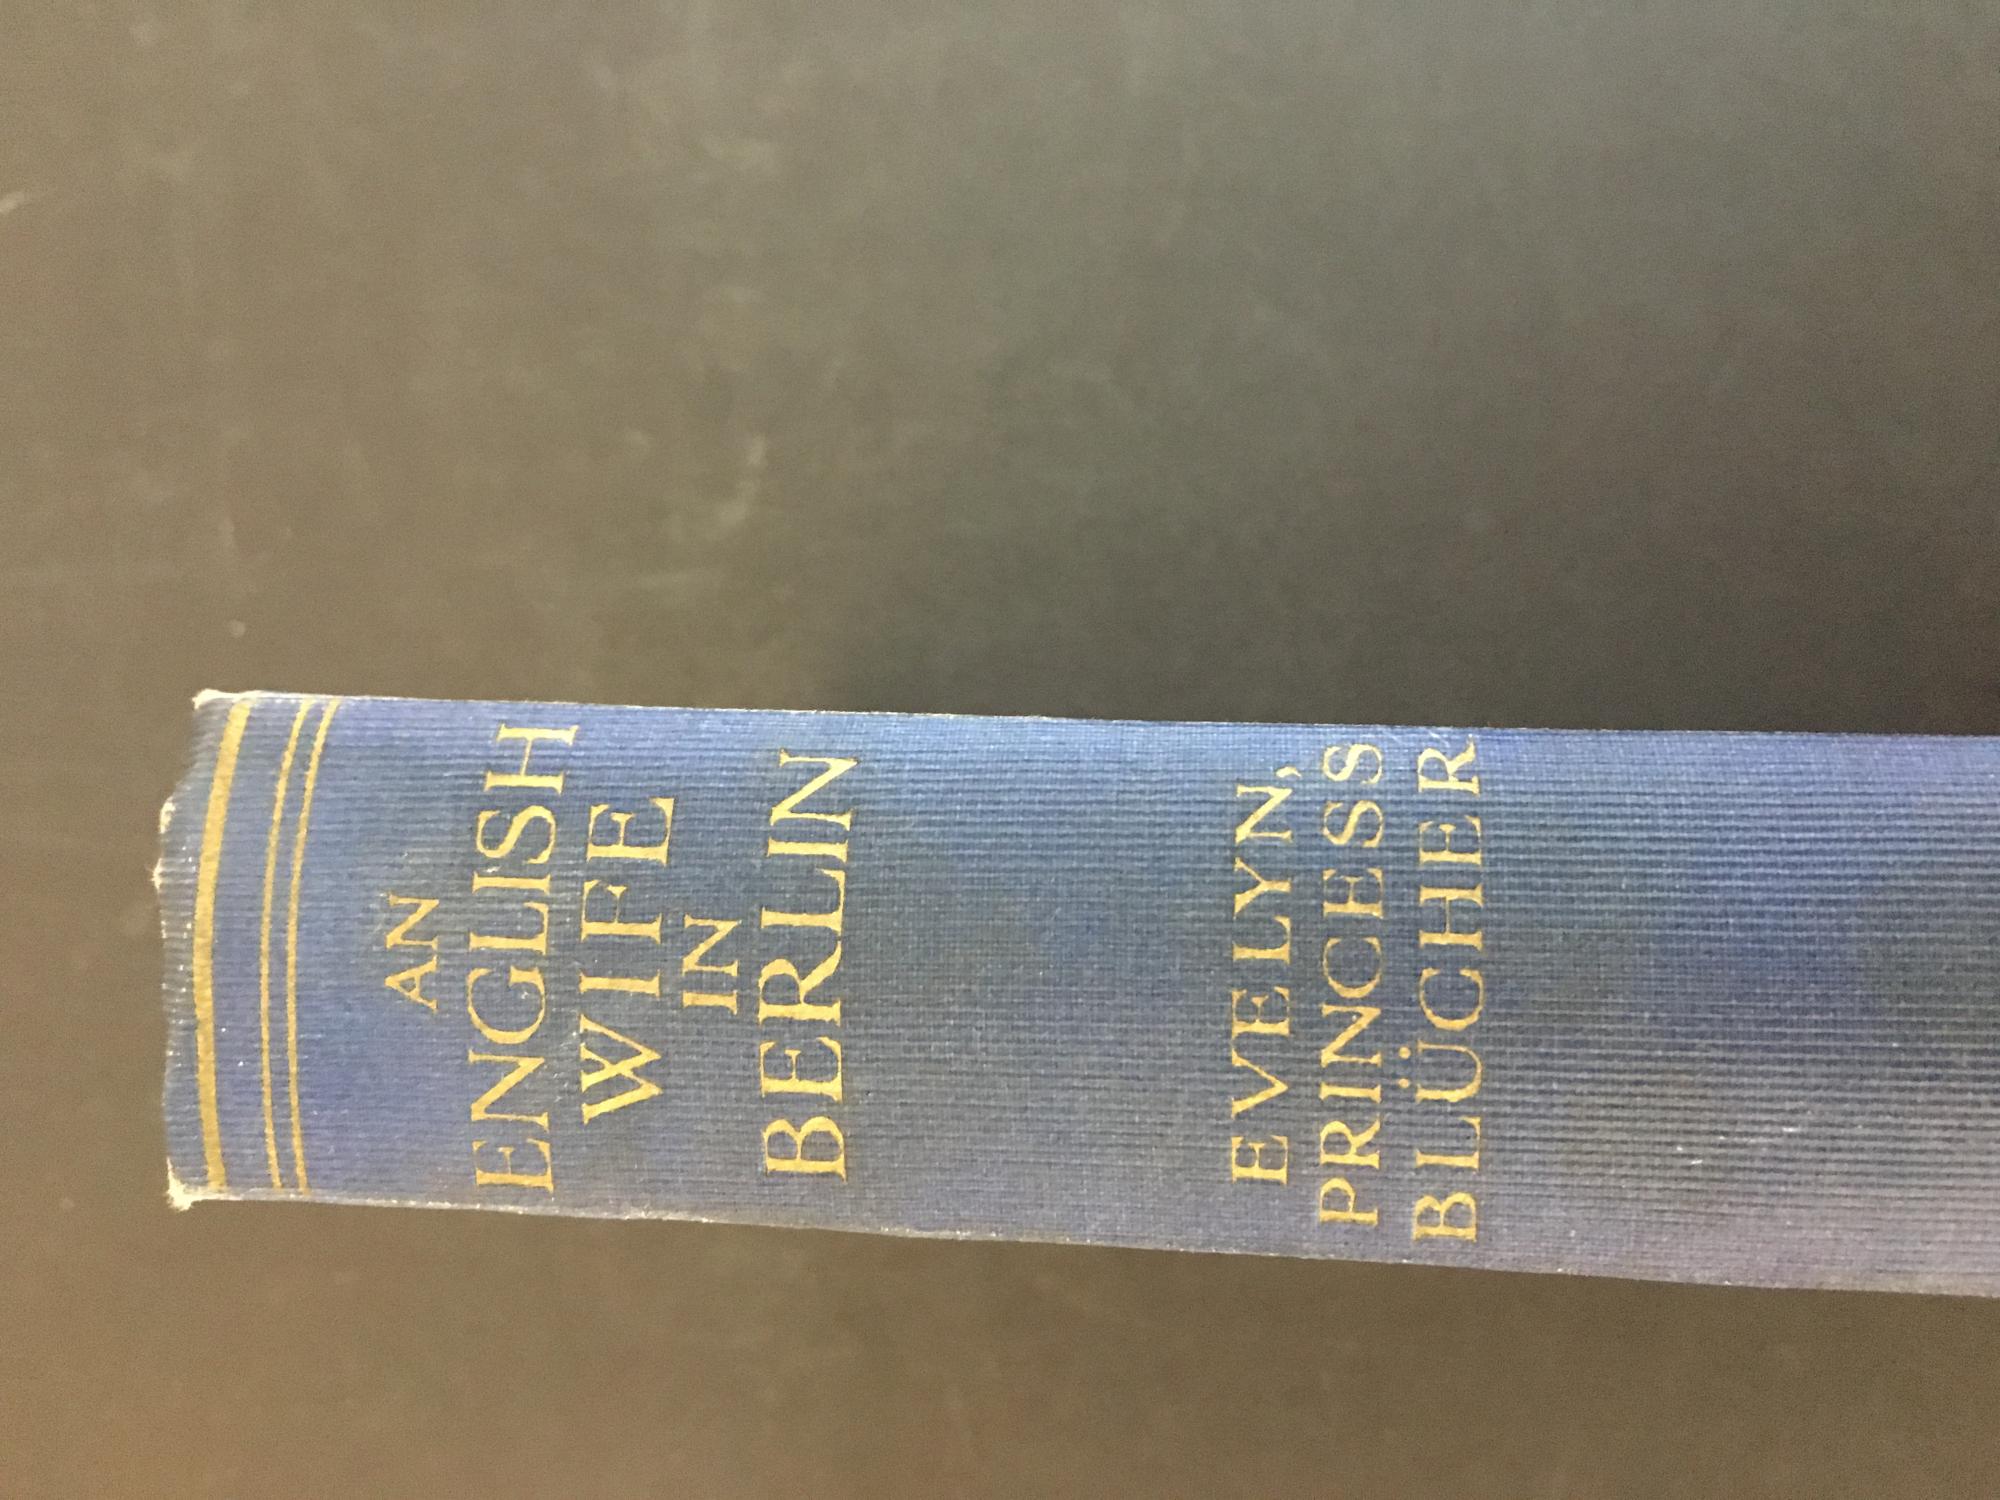 AN
ENGLISH
WIFE
IN
BERLIN
EVELYN,
PRINCESS
BLÜCHER